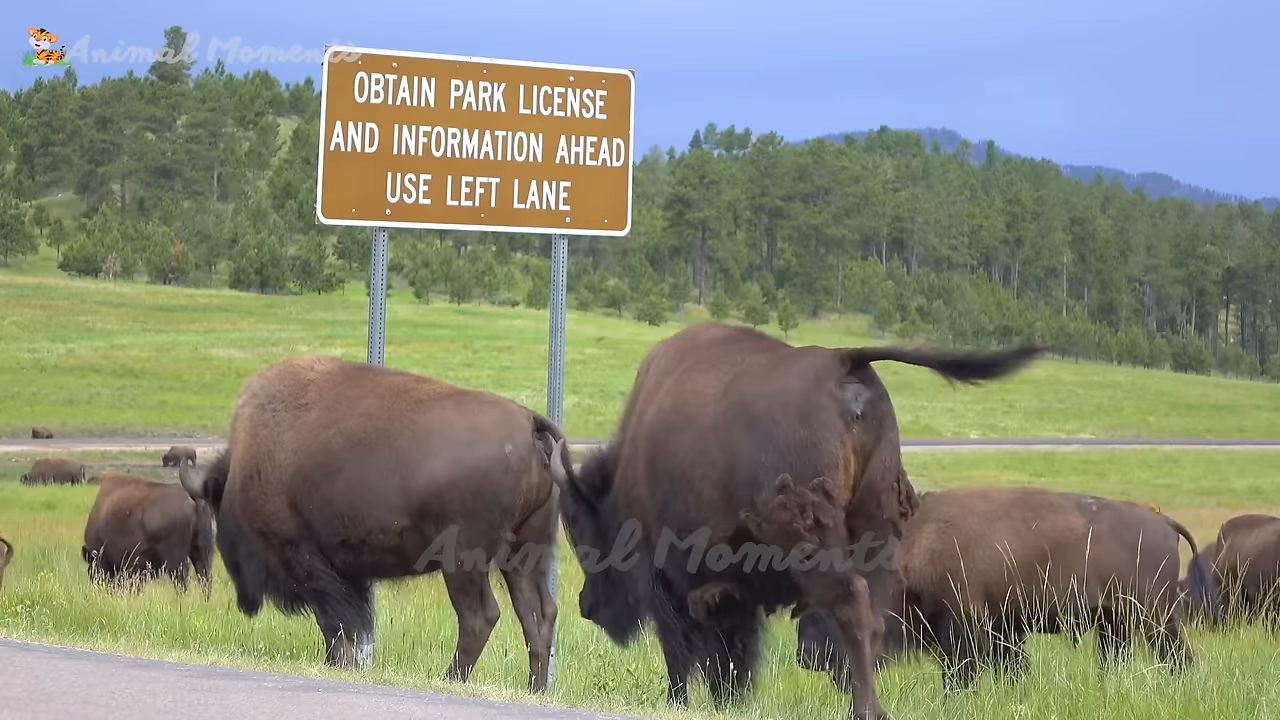 Animal Moments
OBTAIN PARK LICENSE
AND INFORMATION AHEAD
USE LEFT LANE
Animal Moments